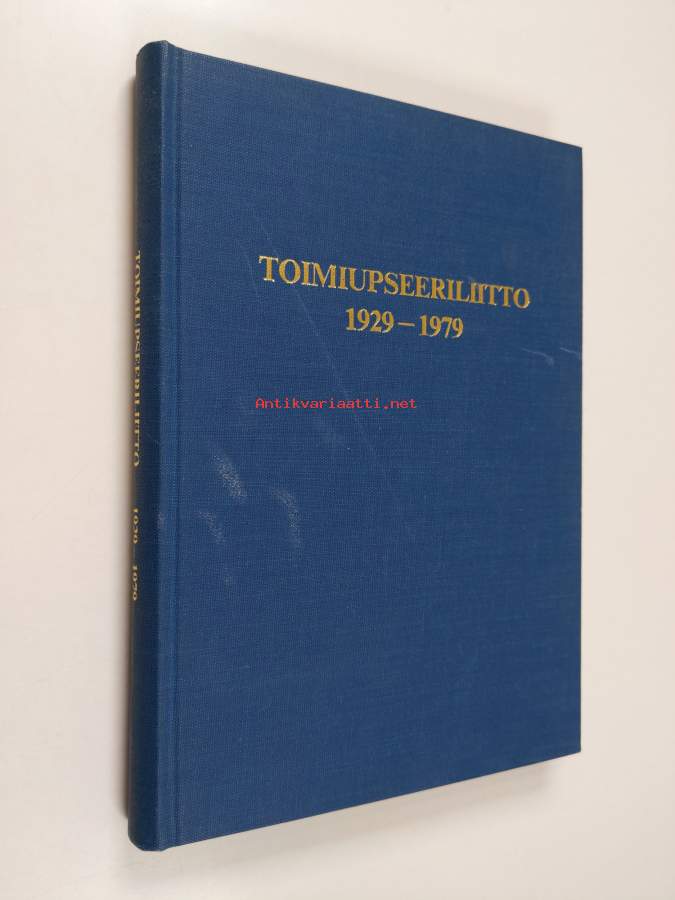 TOIMIUPSEERILIITTO
1929 – 1979
Antikvariaatti.net
TOIMIUPSEERILIITTO 1929 – 1979